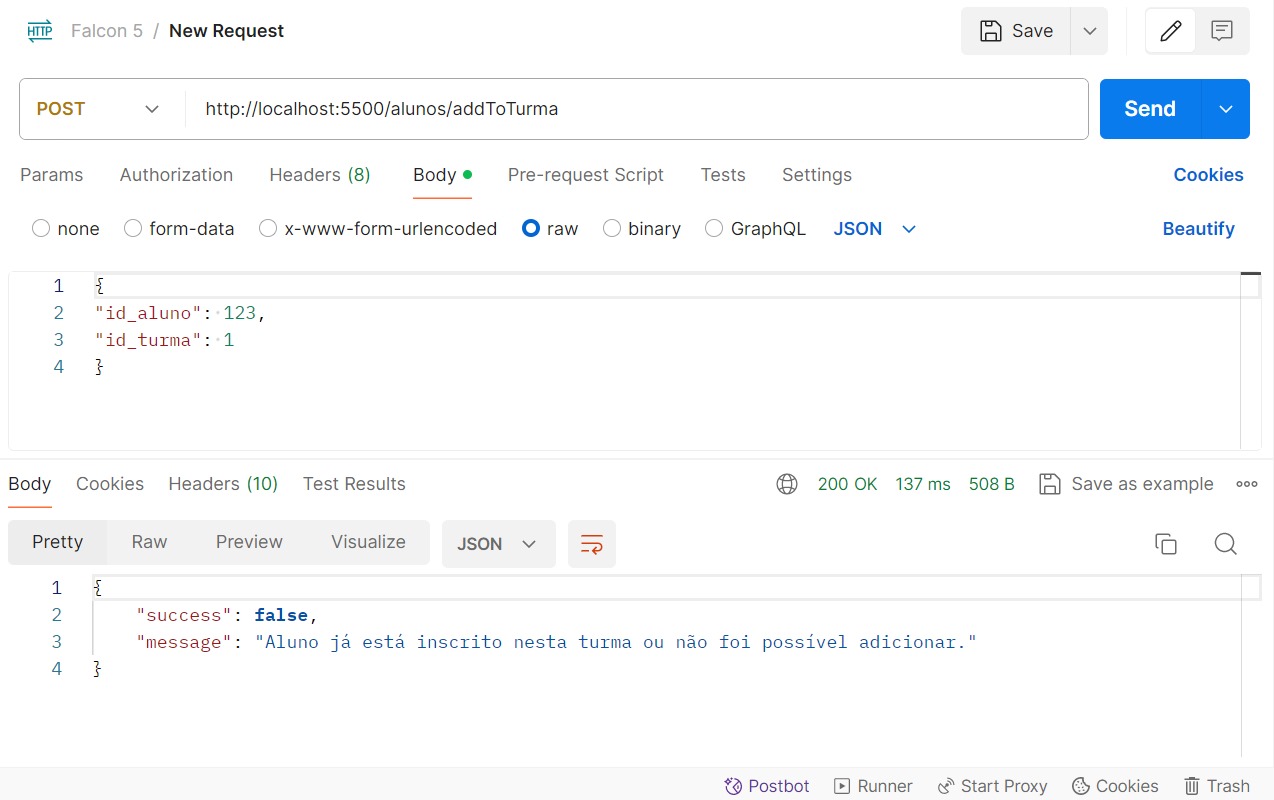 HTTP Falcon 5 / New Request Save
POST http://localhost:5500/alunos/addToTurma Send
Params Authorization Headers (8) Body Pre-request Script Tests Settings Cookies
none form-data x-www-form-urlencoded raw binary GraphQL JSON Beautify
1 {
2 "id_aluno": 123,
3 "id_turma": 1
4 }
Body Cookies Headers (10) Test Results 200 OK 137 ms 508 B Save as example
Pretty Raw Preview Visualize JSON
1 {
2 "success": false,
3 "message": "Aluno já está inscrito nesta turma ou não foi possível adicionar."
4 }
Postbot Runner Start Proxy Cookies Trash